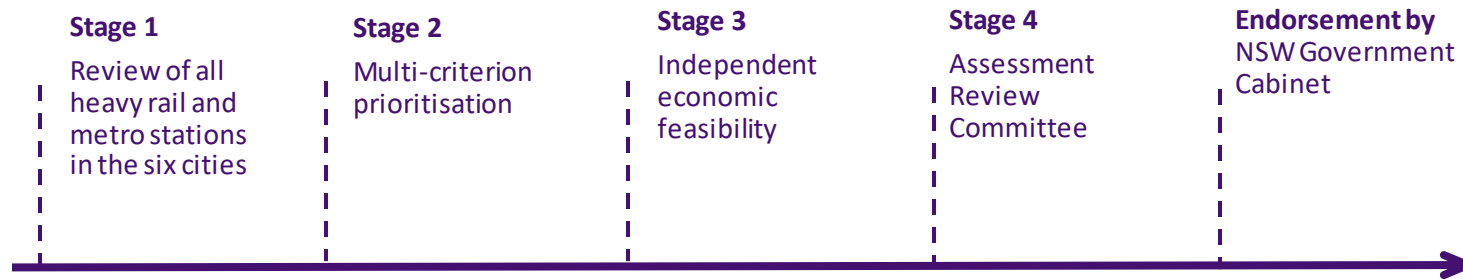 Stage 1
Review of all
heavy rail and
metro stations
in the six cities
Stage 2
Multi-criterion
prioritisation
Stage 3
Independent
economic
feasibility
Stage 4
Assessment
Review
Committee
Endorsement by
NSW Government
Cabinet